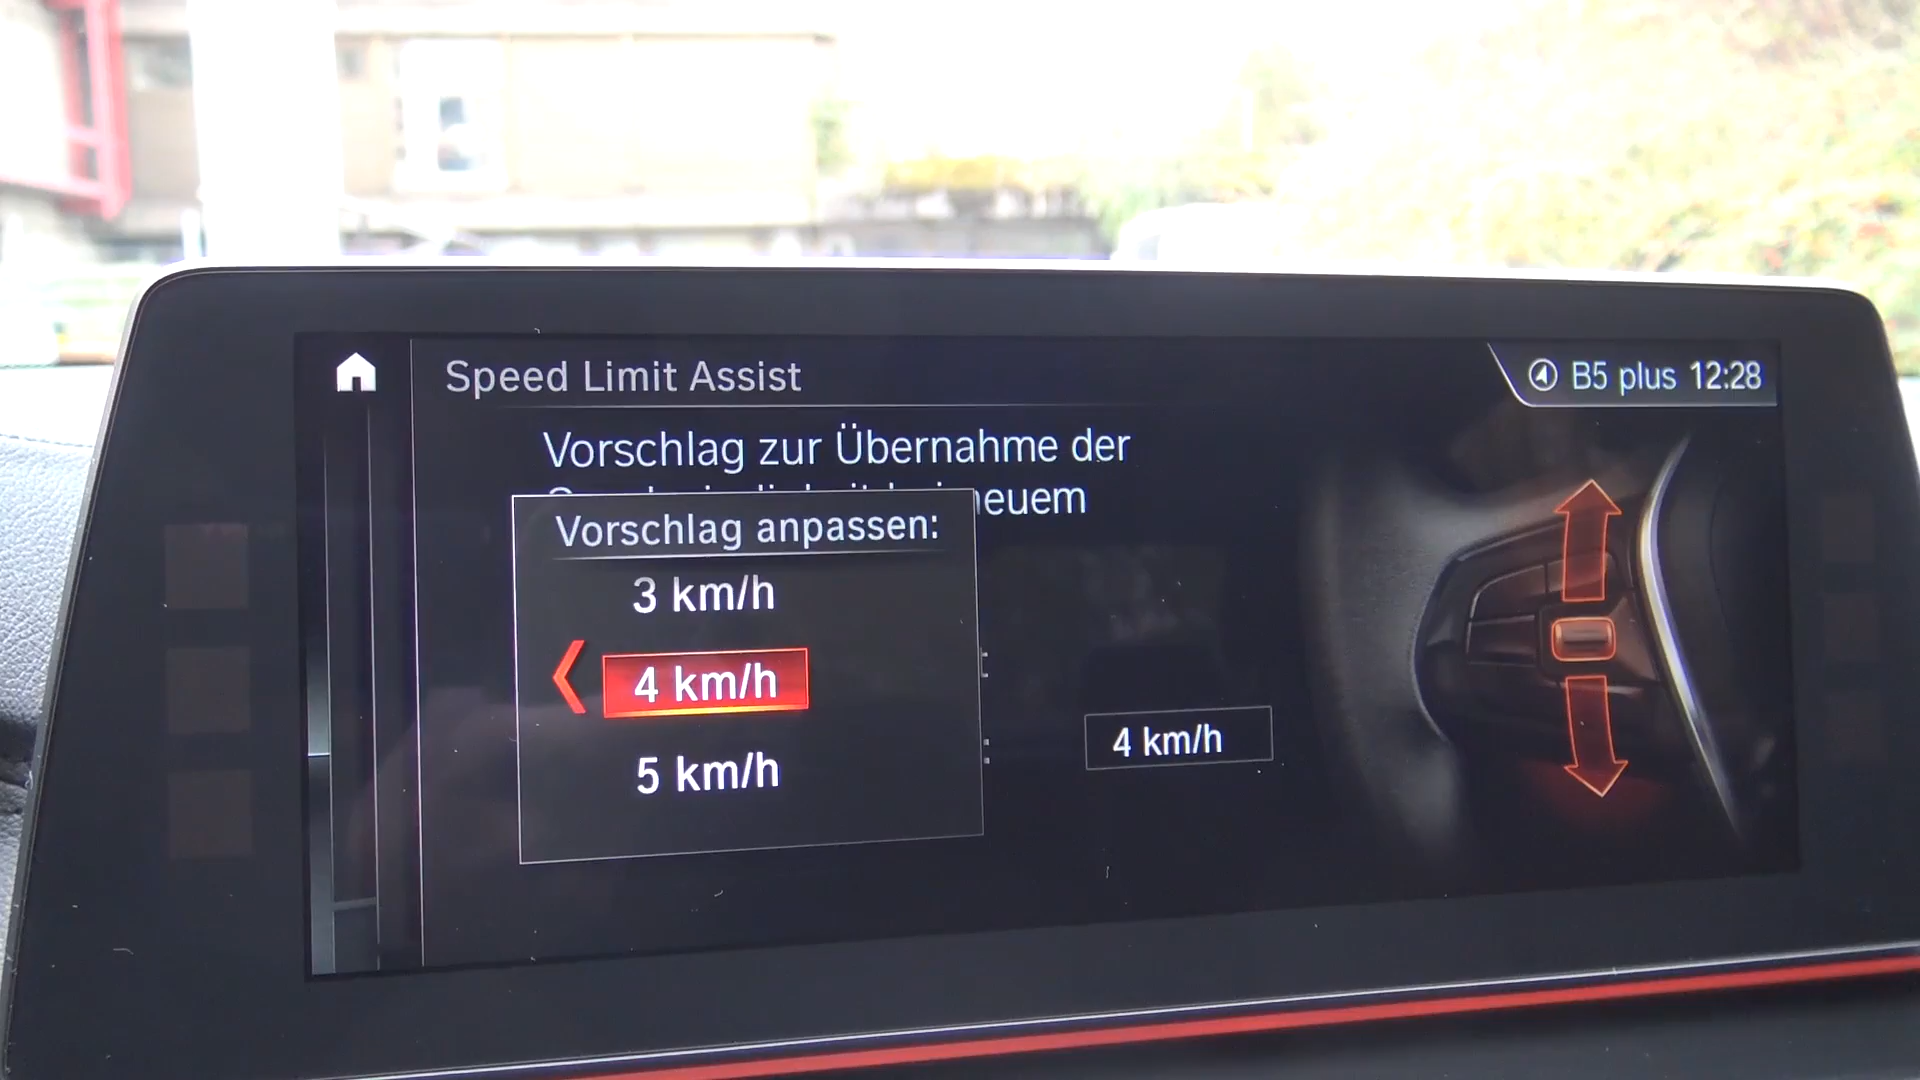 Speed Limit Assist
B5 plus 12:28
Vorschlag zur Übernahme der
neuem
Vorschlag anpassen:
3 km/h
4 km/h
5 km/h
4 km/h